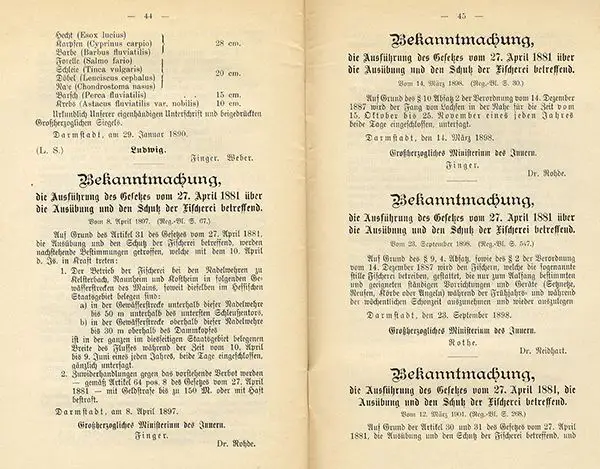 — 44 —
Hecht (Esox lucius)
Karpfen (Cyprinus carpio)
Barbe (Barbus fluviatilis)
28 cm.
Forelle (Salmo fario)
Schleie (Tinca vulgaris)
Döbel (Leuciscus cephalus)
Nase (Chondrostoma nasus)
20 cm.
Barsch (Perca fluviatilis) . . 15 cm.
Krebs (Astacus fluviatilis var. nobilis) 10 cm.
Urkundlich Unserer eigenhändigen Unterschrift und beigedrückten
Großherzoglichen Siegels.
Darmstadt, am 29. Januar 1890.
(L. S.) Ludwig.
Finger. Weber.
Bekanntmachung,
die Ausführung des Gesetzes vom 27. April 1881 über
die Ausübung und den Schutz der Fischerei betreffend.
Vom 8. April 1897. (Reg.-Bl. S. 67.)
Auf Grund des Artikel 31 des Gesetzes vom 27. April 1881,
die Ausübung und den Schutz der Fischerei betreffend, werden
nachstehende Bestimmungen getroffen, welche mit dem 10. April
d. Js. in Kraft treten:
1. Der Betrieb der Fischerei bei den Nadelwehren zu
Kelsterbach, Raunheim und Kostheim in folgenden Ge-
wässerstrecken des Mains, soweit dieselben im Hessischen
Staatsgebiet belegen sind:
a) in der Gewässerstrecke unterhalb dieser Nadelwehre
bis 50 m unterhalb des untersten Schleusentors,
b) in der Gewässerstrecke oberhalb dieser Nadelwehre
bis 30 m oberhalb des Dammkopfes
ist in der ganzen im diesseitigen Staatsgebiet belegenen
Breite des Flusses während der Zeit vom 10. April
bis 9. Juni eines jeden Jahres, beide Tage eingeschlossen,
gänzlich untersagt.
2. Zuwiderhandlungen gegen das vorstehende Verbot werden
— gemäß Artikel 64 pos. 8 des Gesetzes vom 27. April
1881 — mit Geldstrafe bis zu 150 M. oder mit Haft
bestraft.
Darmstadt, am 8. April 1897.
Großherzogliches Ministerium des Innern.
Finger.
Dr. Rohde.
— 45 —
Bekanntmachung,
die Ausführung des Gesetzes vom 27. April 1881 über
die Ausübung und den Schutz der Fischerei betreffend.
Vom 14. März 1898. (Reg.-Bl. S. 30.)
Auf Grund des § 10 Absatz 2 der Verordnung vom 14. Dezember
1887 wird der Fang von Lachsen in der Nahe für die Zeit vom
15. Oktober bis 25. November eines jeden Jahres
beide Tage eingeschlossen, untersagt.
Darmstadt, den 14. März 1898.
Großherzogliches Ministerium des Innern.
Finger.
Dr. Rohde.
Bekanntmachung,
die Ausführung des Gesetzes vom 27. April 1881 über
die Ausübung und den Schutz der Fischerei betreffend.
Vom 23. September 1898. (Reg.-Bl. S. 547.)
Auf Grund des § 9, 4. Absatz, sowie des § 2 der Verordnung
vom 14. Dezember 1887 wird den Fischern, welche die sogenannte
stille Fischerei betreiben, gestattet, die nur zum Aalfang bestimmten
und geeigneten ständigen Vorrichtungen und Geräte (Setznetze,
Reusen, Körbe oder Angeln) während der Frühjahrs- und während
der wöchentlichen Schonzeit auszunehmen und wieder auszulegen
Darmstadt, den 23. September 1898.
Großherzogliches Ministerium des Innern.
Rothe.
Dr. Neidhart.
Bekanntmachung,
die Ausführung des Gesetzes vom 27. April 1881, die
Ausübung und den Schutz der Fischerei betreffend.
Vom 12. März 1901. (Reg.-Bl. S. 268.)
Auf Grund der Artikel 30 und 31 des Gesetzes vom 27. April
1881, die Ausübung und den Schutz der Fischerei betreffend, und